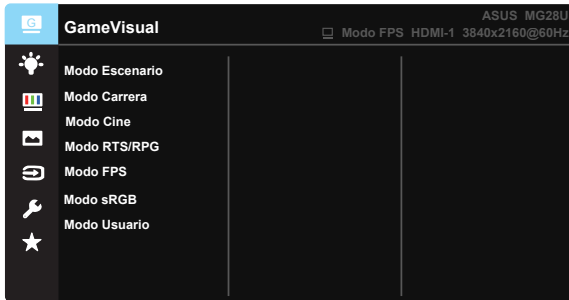 G
GameVisual
ASUS MG28U
Modo FPS HDMI-1 3840x2160@60Hz
Modo Escenario
Modo Carrera
Modo Cine
Modo RTS/RPG
Modo FPS
Modo sRGB
Modo Usuario